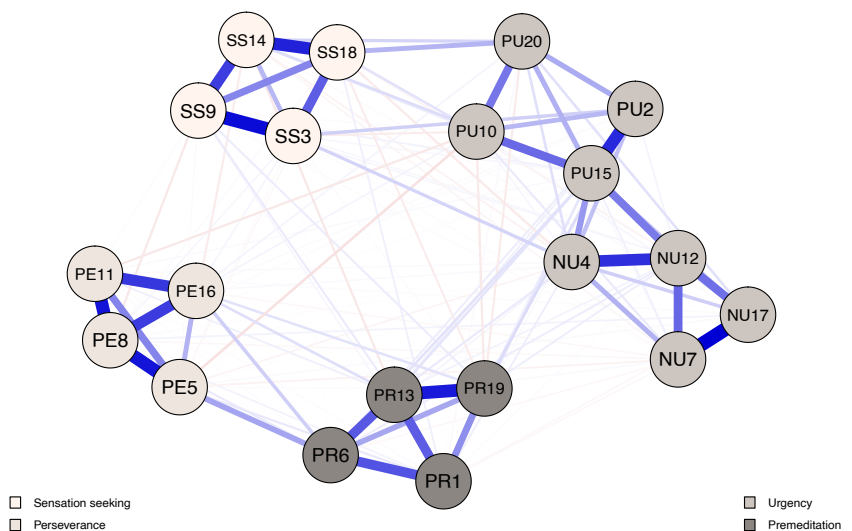 SS14
SS18
PU20
SS9
PU2
SS3
PU10
PU15
NU4
NU12
PE11
PE16
NU17
PE8
NU7
PE5
PR13
PR19
PR6
PR1
Sensation seeking
Urgency
Perseverance
Premeditation